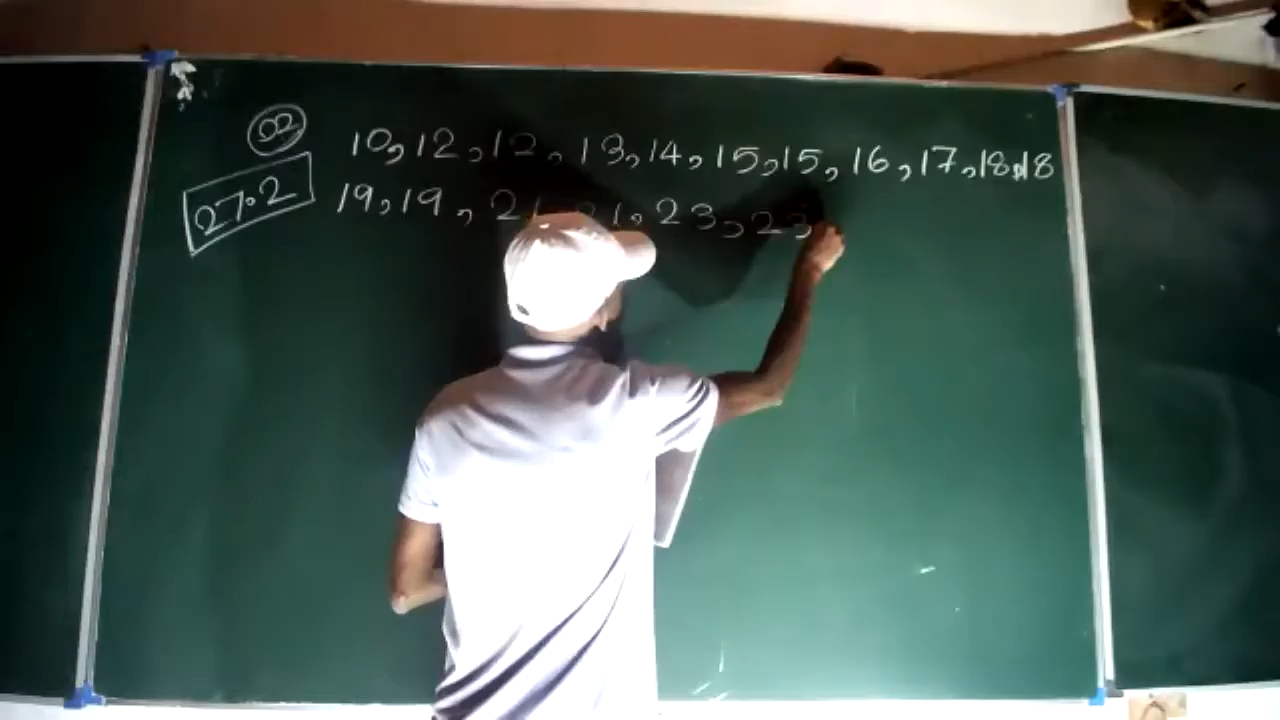 02
10, 12, 12, 13, 14, 15, 15, 16, 17, 18, 18
27.2
19, 19, 21, 21, 23, 23